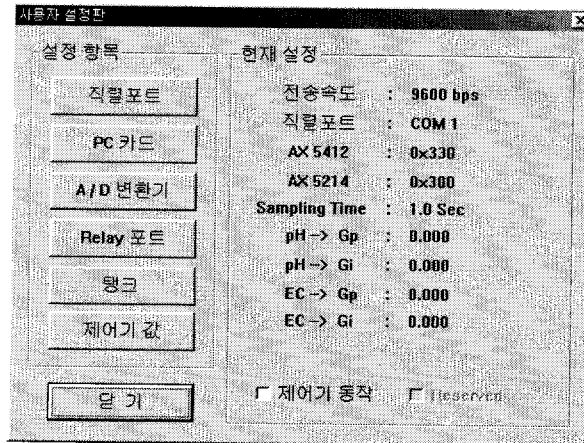 사용자 설정판
설정 항목
직렬포트
PC 카드
A/D 변환기
Relay 포트
탱크
제어기 값
닫 기
현재 설정
전송속도 : 9600 bps
직렬포트 : COM 1
AX 5412 : 0x330
AX 5214 : 0x300
Sampling Time : 1.0 Sec
pH -> Gp : 0.000
pH -> Gi : 0.000
EC -> Gp : 0.000
EC -> Gi : 0.000
제어기 동작
Reserved